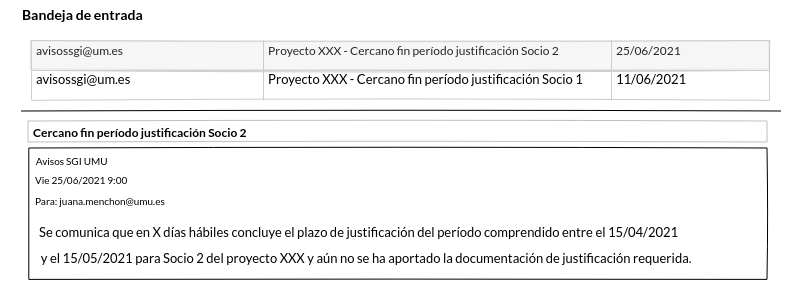 Bandeja de entrada
avisossgi@um.es Proyecto XXX - Cercano fin período justificación Socio 2 25/06/2021
avisossgi@um.es Proyecto XXX - Cercano fin período justificación Socio 1 11/06/2021
Cercano fin período justificación Socio 2
Avisos SGI UMU
Vie 25/06/2021 9:00
Para: juana.menchon@umu.es
Se comunica que en X días hábiles concluye el plazo de justificación del período comprendido entre el 15/04/2021
y el 15/05/2021 para Socio 2 del proyecto XXX y aún no se ha aportado la documentación de justificación requerida.